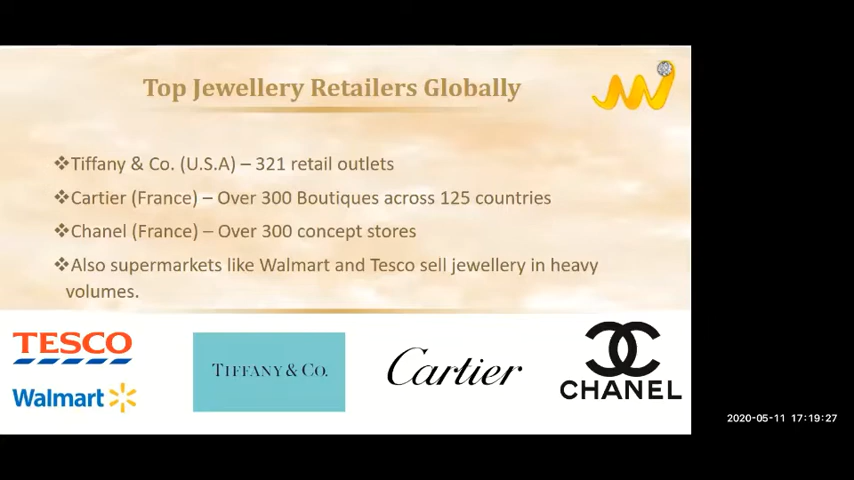 Top Jewellery Retailers Globally
❖Tiffany & Co. (U.S.A) – 321 retail outlets
❖Cartier (France) – Over 300 Boutiques across 125 countries
❖Chanel (France) – Over 300 concept stores
❖Also supermarkets like Walmart and Tesco sell jewellery in heavy
volumes.
TESCO
Walmart
TIFFANY & CO.
Cartier
CHANEL
2020-05-11 17:19:27